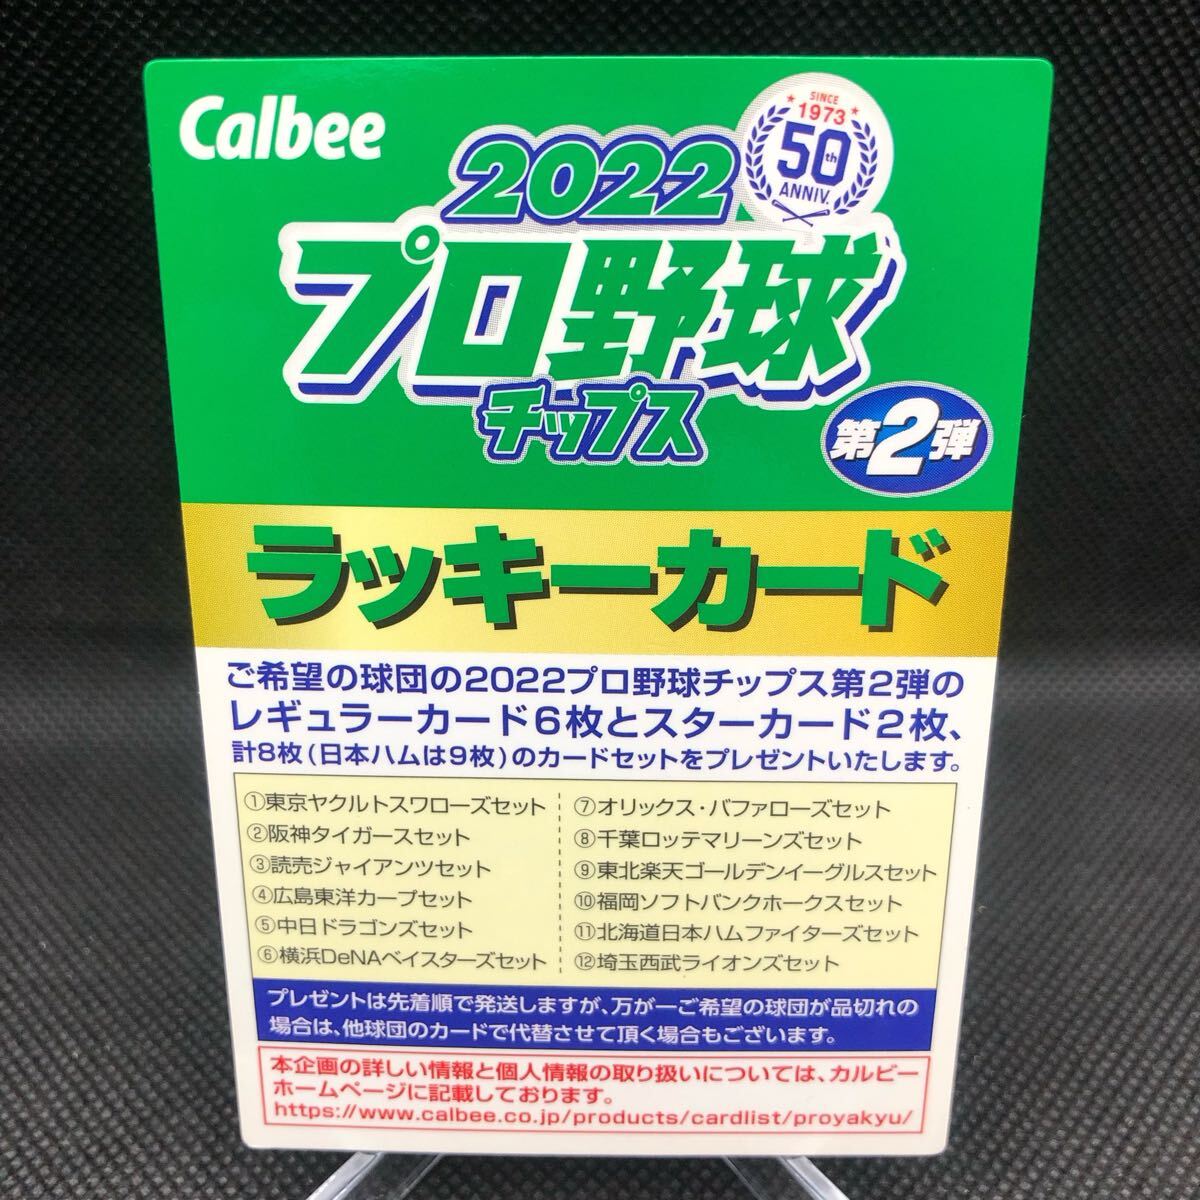 Calbee
SINCE
1973
50th
ANNIV.
2022
プロ野球
チップス
第2弾
ラッキーカード
ご希望の球団の2022プロ野球チップス第2弾の
レギュラーカード6枚とスターカード2枚、
計8枚(日本ハムは9枚)のカードセットをプレゼントいたします。
①東京ヤクルトスワローズセット
②阪神タイガースセット
③読売ジャイアンツセット
④広島東洋カープセット
⑤中日ドラゴンズセット
⑥横浜DeNAベイスターズセット
⑦オリックス・バファローズセット
⑧千葉ロッテマリーンズセット
⑨東北楽天ゴールデンイーグルスセット
⑩福岡ソフトバンクホークスセット
⑪北海道日本ハムファイターズセット
⑫埼玉西武ライオンズセット
プレゼントは先着順で発送しますが、万が一ご希望の球団が品切れの
場合は、他球団のカードで代替させて頂く場合もございます。
本企画の詳しい情報と個人情報の取り扱いについては、カルビー
ホームページに記載しております。
https://www.calbee.co.jp/products/cardlist/proyakyu/